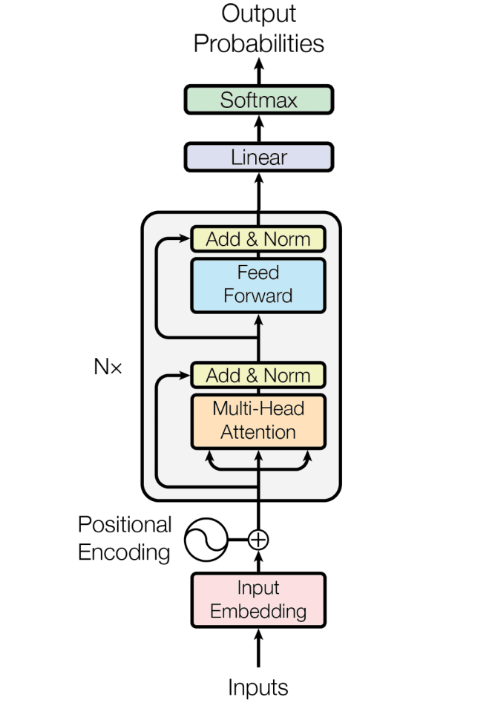 Output
Probabilities
Softmax
Linear
Add & Norm
Feed
Forward
Add & Norm
Multi-Head
Attention
N×
Positional
Encoding
Input
Embedding
Inputs